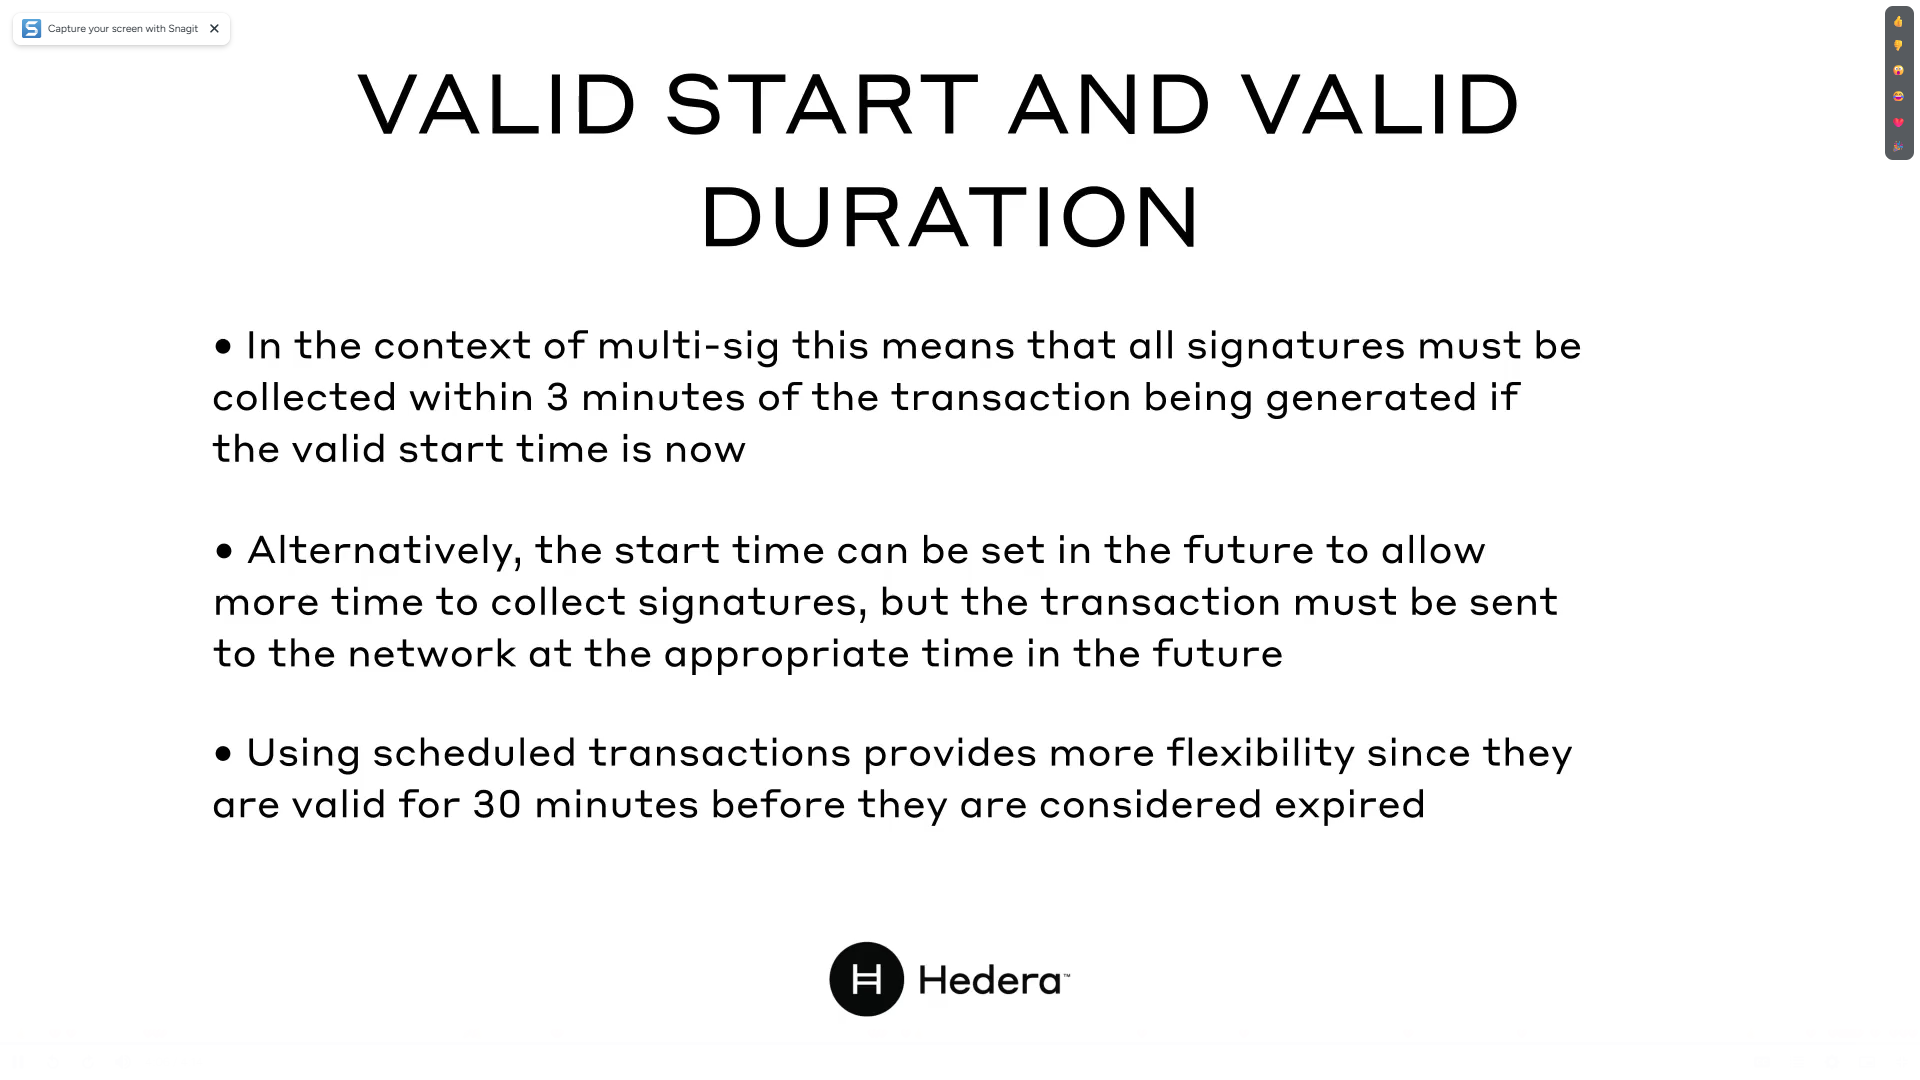 Capture your screen with Snagit
VALID START AND VALID
DURATION
• In the context of multi-sig this means that all signatures must be
collected within 3 minutes of the transaction being generated if
the valid start time is now
• Alternatively, the start time can be set in the future to allow
more time to collect signatures, but the transaction must be sent
to the network at the appropriate time in the future
• Using scheduled transactions provides more flexibility since they
are valid for 30 minutes before they are considered expired
Hedera™